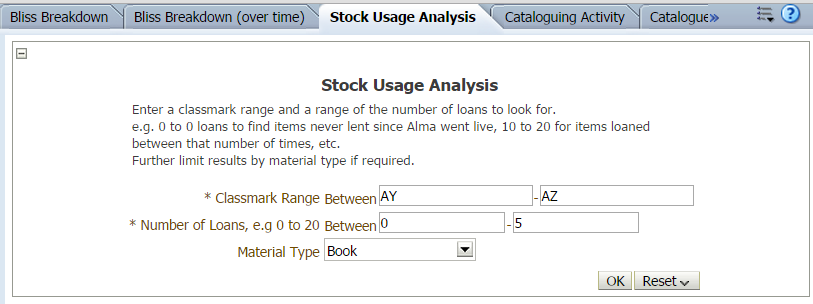 Bliss Breakdown Bliss Breakdown (over time) Stock Usage Analysis Cataloguing Activity Catalogue» ?
Stock Usage Analysis
Enter a classmark range and a range of the number of loans to look for.
e.g. 0 to 0 loans to find items never lent since Alma went live, 10 to 20 for items loaned
between that number of times, etc.
Further limit results by material type if required.
* Classmark Range Between AY - AZ
* Number of Loans, e.g 0 to 20 Between 0 - 5
Material Type Book
OK Reset